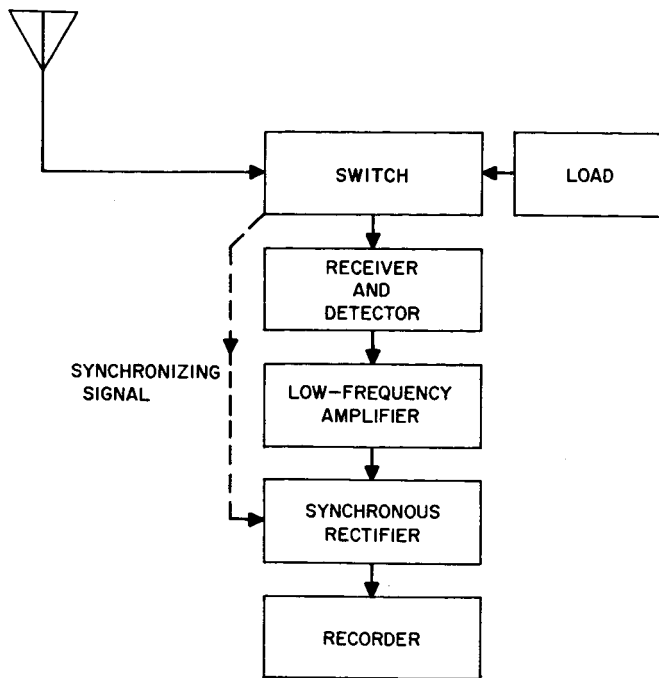 SWITCH
LOAD
RECEIVER
AND
DETECTOR
SYNCHRONIZING
SIGNAL
LOW-FREQUENCY
AMPLIFIER
SYNCHRONOUS
RECTIFIER
RECORDER